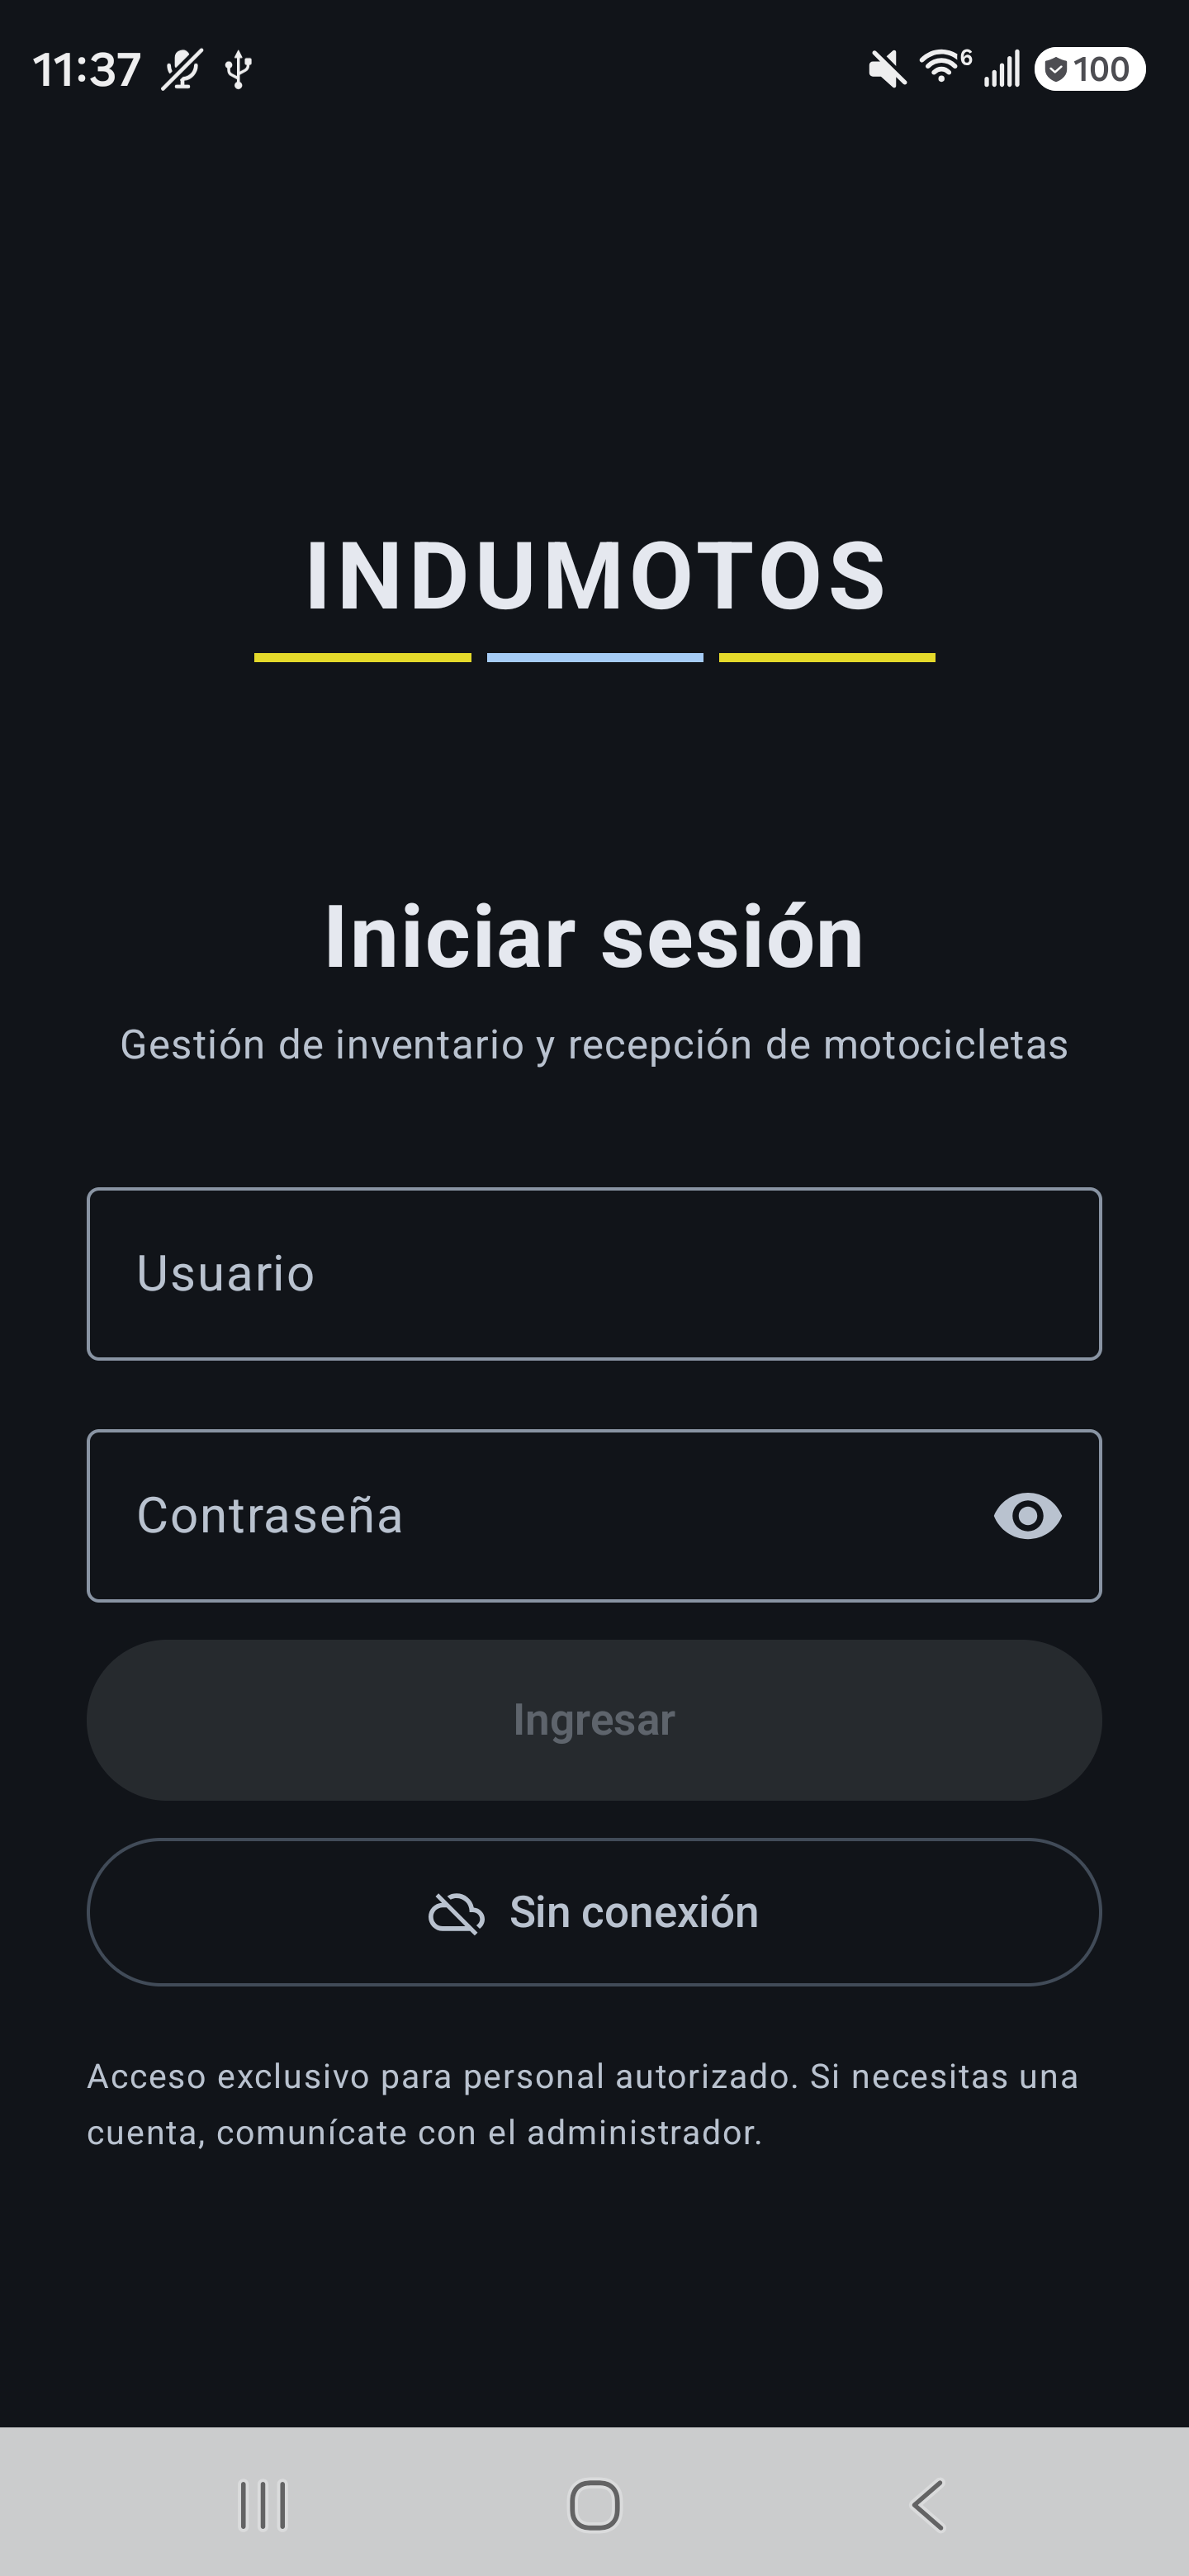 11:37
6
100
INDUMOTOS
Iniciar sesión
Gestión de inventario y recepción de motocicletas
Usuario
Contraseña
Ingresar
Sin conexión
Acceso exclusivo para personal autorizado. Si necesitas una
cuenta, comunícate con el administrador.